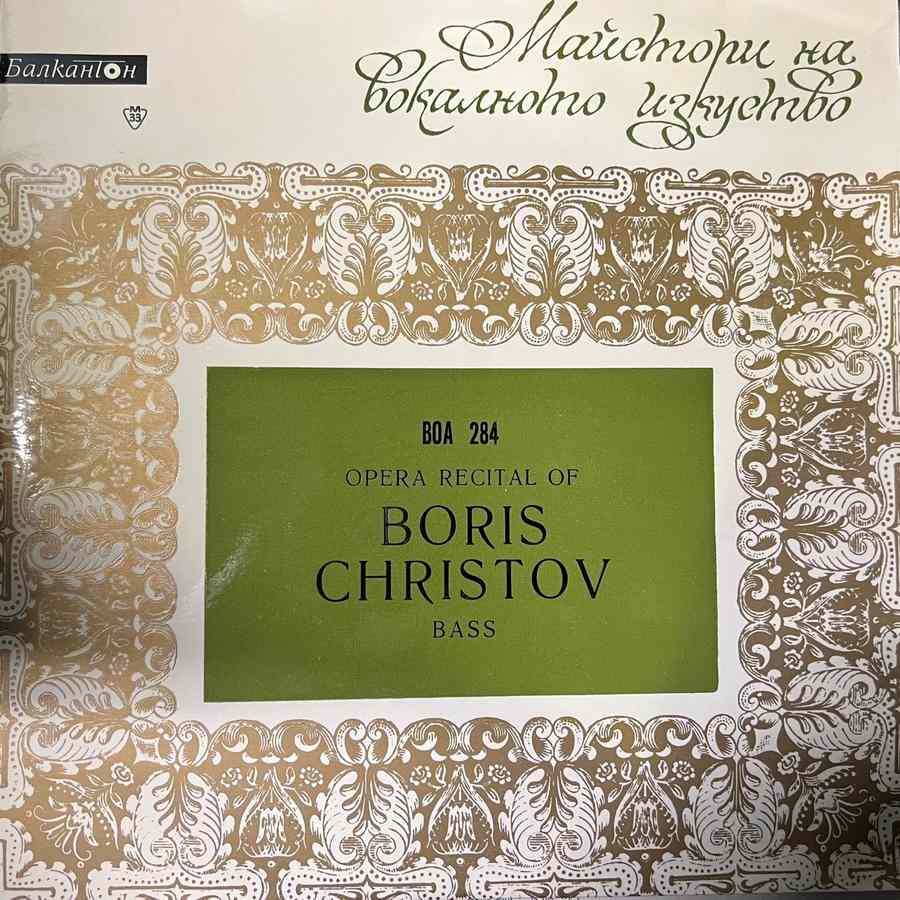 Балкантон
М
33
Майстори на
вокалното изкуство
BOA 284
OPERA RECITAL OF
BORIS
CHRISTOV
BASS